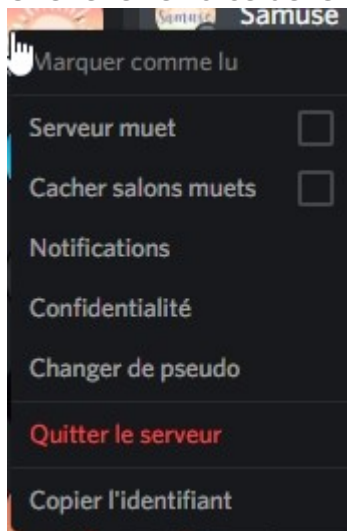 Samuse
Marquer comme lu
Serveur muet
Cacher salons muets
Notifications
Confidentialité
Changer de pseudo
Quitter le serveur
Copier l'identifiant